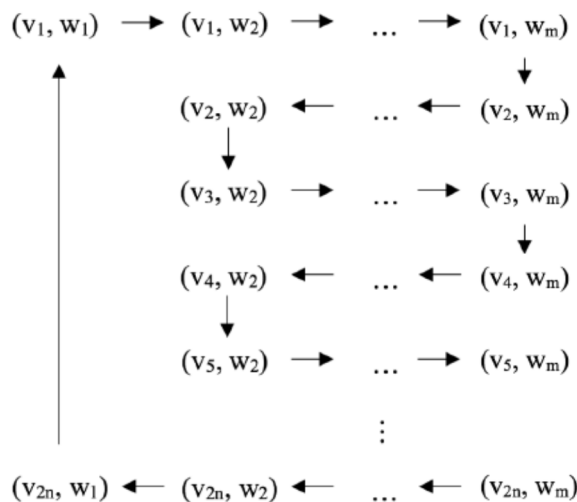 (v₁, w₁) → (v₁, w₂) → ... → (v₁, wₘ)
(v₂, w₂) ← ... ← (v₂, wₘ)
(v₃, w₂) → ... → (v₃, wₘ)
(v₄, w₂) ← ... ← (v₄, wₘ)
(v₅, w₂) → ... → (v₅, wₘ)
⋮
(v₂ₙ, w₁) ← (v₂ₙ, w₂) ← ... ← (v₂ₙ, wₘ)